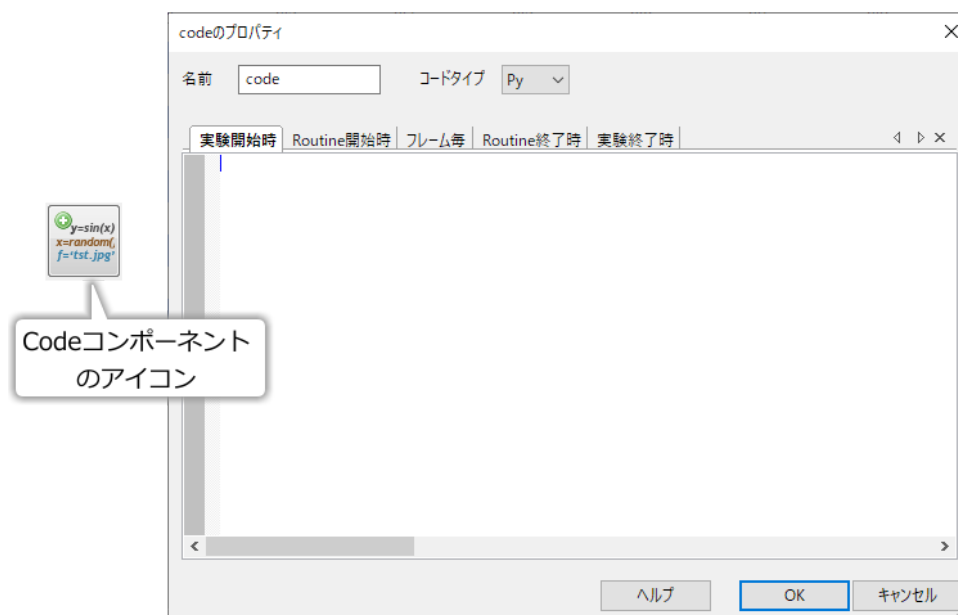 codeのプロパティ
名前 code コードタイプ Py
実験開始時 Routine開始時 フレーム毎 Routine終了時 実験終了時
y=sin(x)
x=random(,
f='tst.jpg'
Codeコンポーネント
のアイコン
ヘルプ OK キャンセル